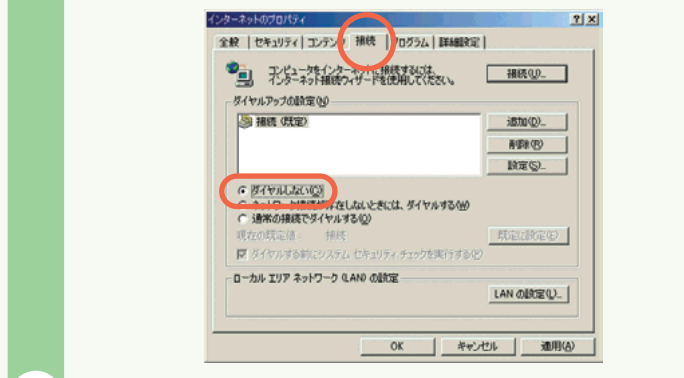 インターネットのプロパティ
全般 セキュリティ コンテンツ 接続 プログラム 詳細設定
コンピュータをインターネットに接続するには、
インターネット接続ウィザードを使用してください。
接続(U)...
ダイヤルアップの設定(N)
接続 (既定)
追加(D)...
削除(R)
設定(S)...
ダイヤルしない(C)
ネットワーク接続が存在しないときには、ダイヤルする(W)
通常の接続でダイヤルする(O)
現在の既定値: 接続
既定に設定(E)
ダイヤルする前にシステム セキュリティ チェックを実行する(P)
ローカル エリア ネットワーク (LAN) の設定
LAN の設定(L)...
OK キャンセル 適用(A)